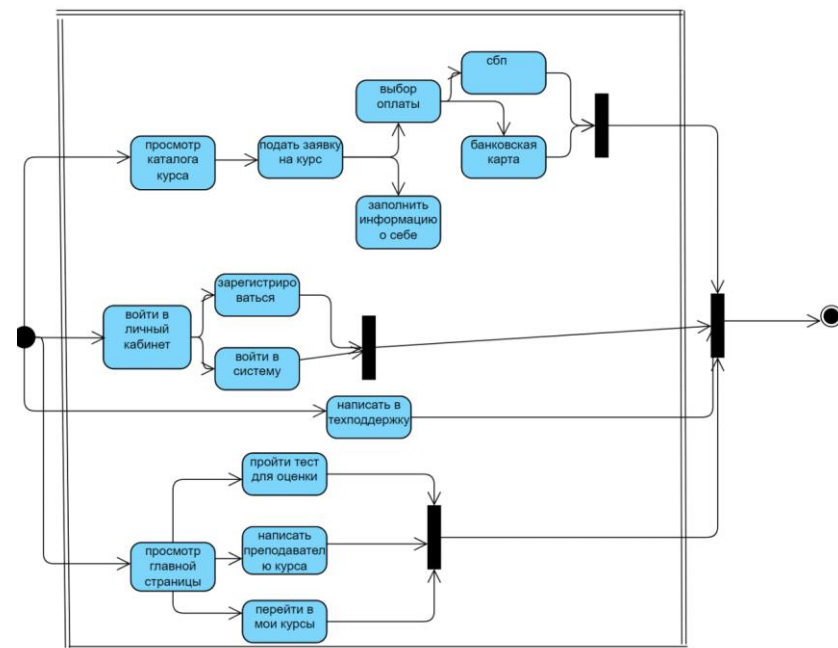 сбп
выбор
оплаты
просмотр
каталога
курса
подать заявку
на курс
банковская
карта
заполнить
информацию
о себе
зарегистриро
ваться
войти в
личный
кабинет
войти в
систему
написать в
техподдержку
пройти тест
для оценки
просмотр
главной
страницы
написать
преподавател
ю курса
перейти в
мои курсы